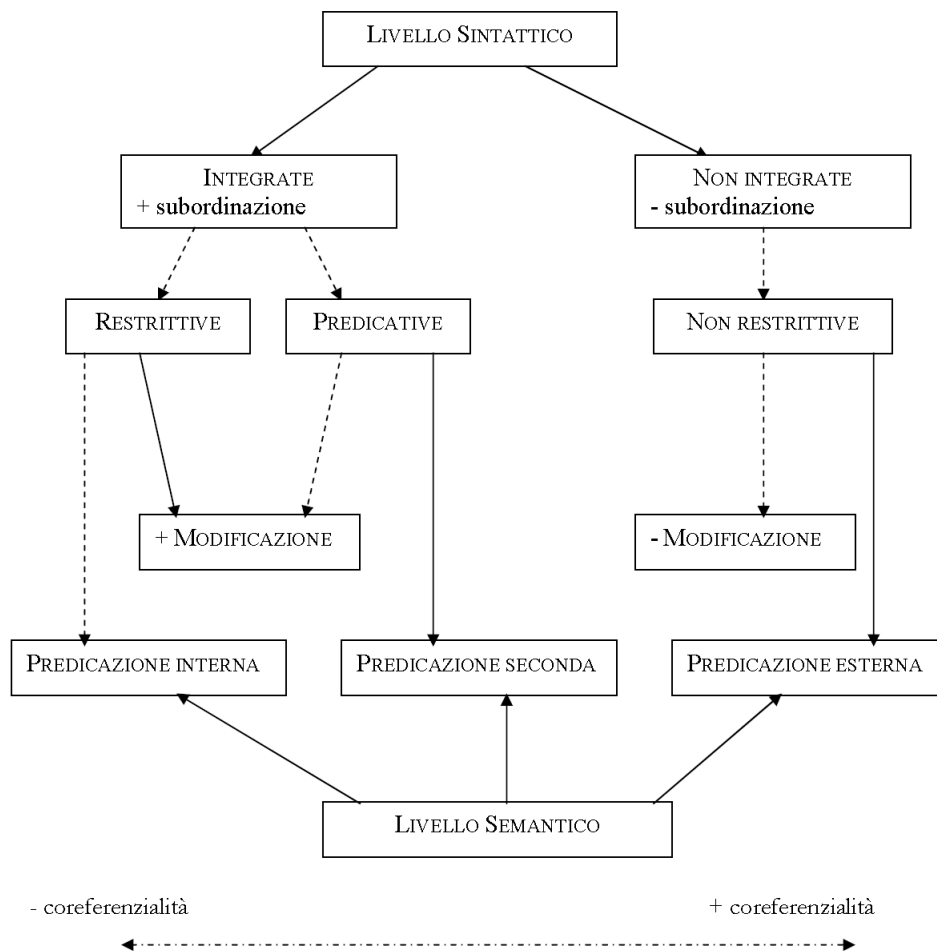 LIVELLO SINTATTICO
INTEGRATE
+ subordinazione
NON INTEGRATE
- subordinazione
RESTRITTIVE
PREDICATIVE
NON RESTRITTIVE
+ MODIFICAZIONE
- MODIFICAZIONE
PREDICAZIONE INTERNA
PREDICAZIONE SECONDA
PREDICAZIONE ESTERNA
LIVELLO SEMANTICO
- coreferenzialità
+ coreferenzialità